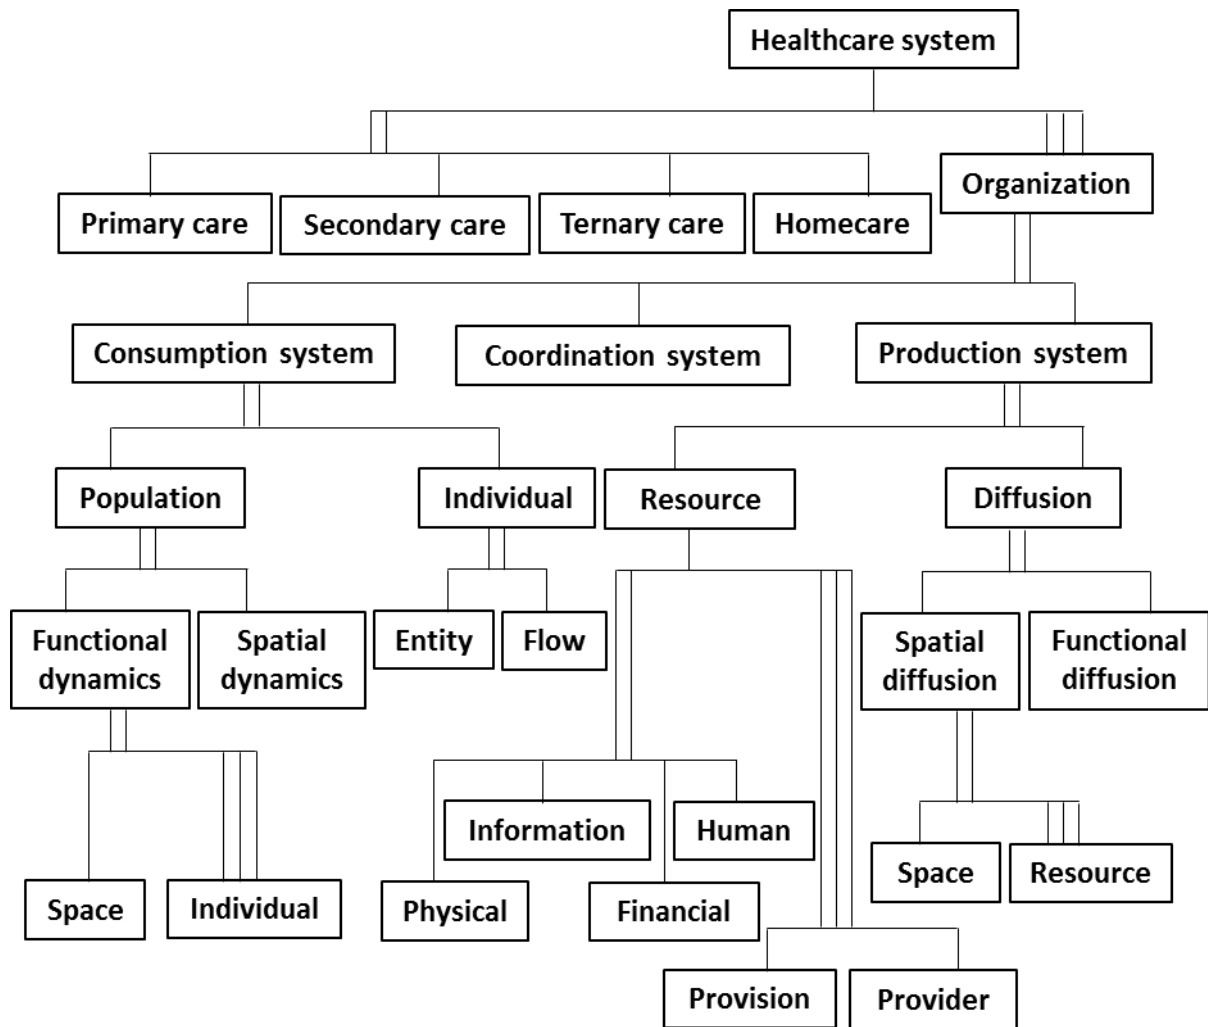 Healthcare system
Organization
Primary care
Secondary care
Ternary care
Homecare
Consumption system
Coordination system
Production system
Population
Individual
Resource
Diffusion
Functional
dynamics
Spatial
dynamics
Entity
Flow
Spatial
diffusion
Functional
diffusion
Information
Human
Space
Resource
Space
Individual
Physical
Financial
Provision
Provider